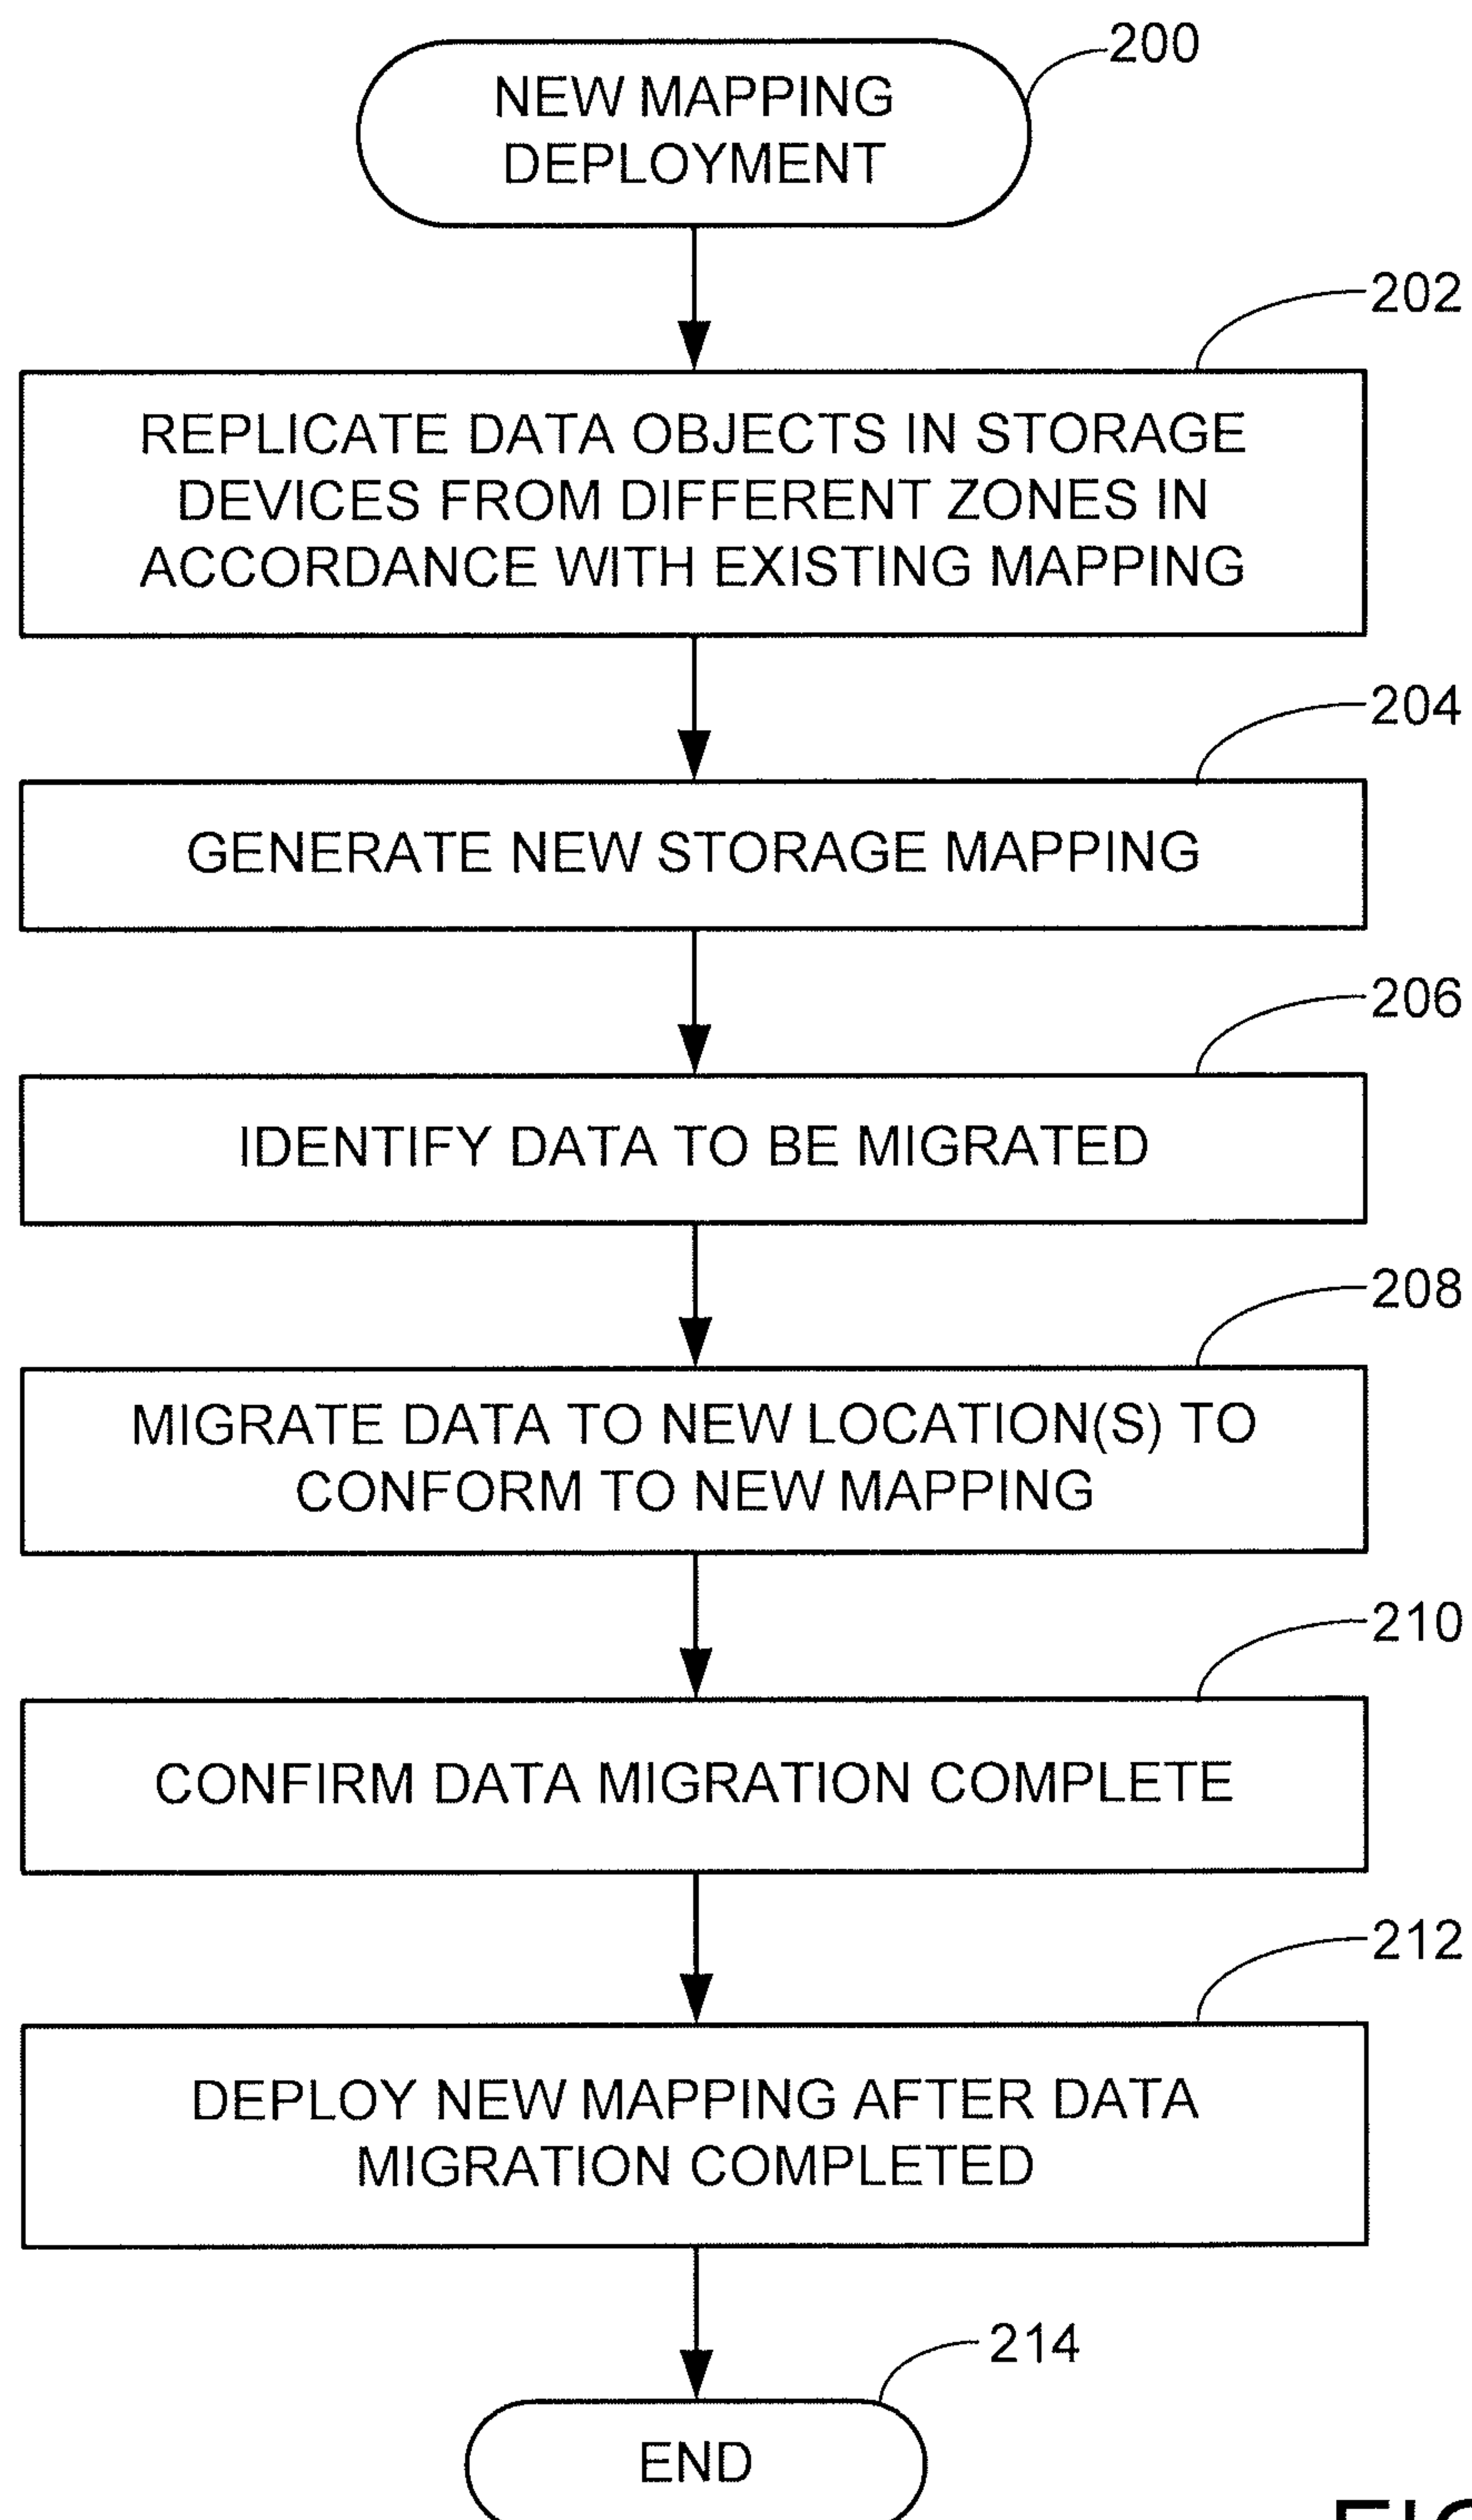 200
NEW MAPPING
DEPLOYMENT
202
REPLICATE DATA OBJECTS IN STORAGE
DEVICES FROM DIFFERENT ZONES IN
ACCORDANCE WITH EXISTING MAPPING
204
GENERATE NEW STORAGE MAPPING
206
IDENTIFY DATA TO BE MIGRATED
208
MIGRATE DATA TO NEW LOCATION(S) TO
CONFORM TO NEW MAPPING
210
CONFIRM DATA MIGRATION COMPLETE
212
DEPLOY NEW MAPPING AFTER DATA
MIGRATION COMPLETED
214
END